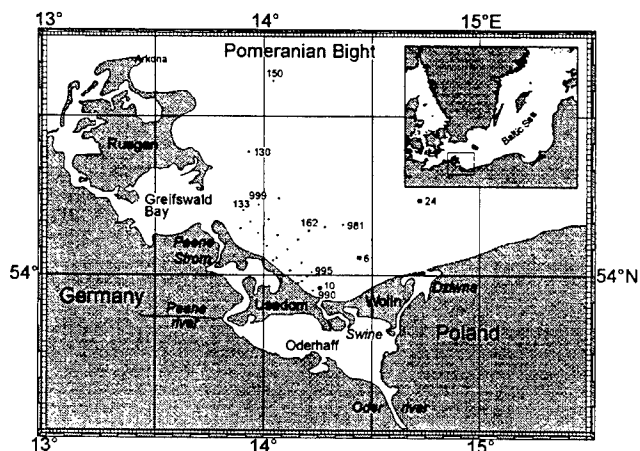 13° 14° 15°E
Pomeranian Bight
Arkona
150
Baltic Sea
Ruegen
130
Greifswald
Bay
133
999
162
981
24
6
Peene
Strom
54°
54°N
995
10
990
Germany
Usedom
Wolin
Dziwna
Peene
river
Swine
Poland
Oderhaff
Oder river
13° 14° 15°